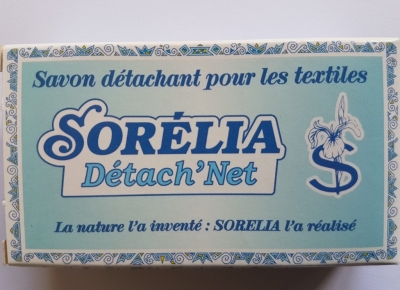 Savon détachant pour les textiles
SORÉLIA
Détach'Net
S
La nature l'a inventé : SORELIA l'a réalisé